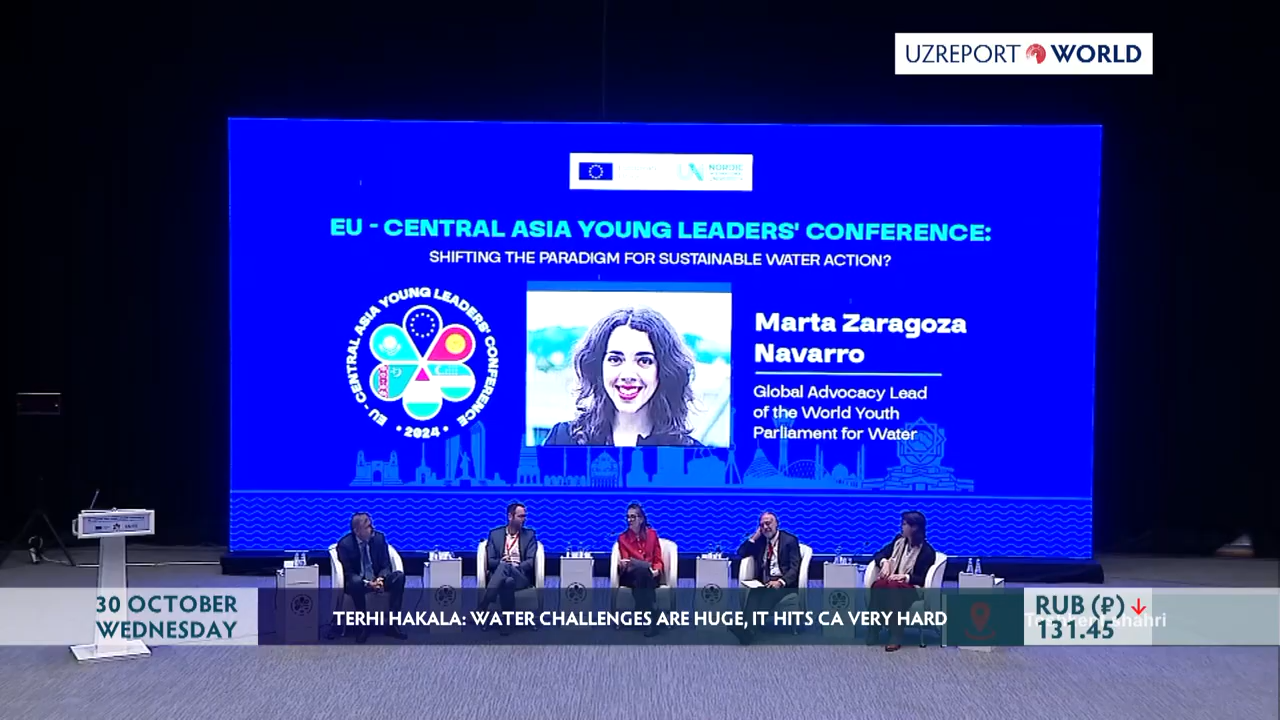 UZREPORT WORLD
NORDIC
EU - CENTRAL ASIA YOUNG LEADERS' CONFERENCE:
SHIFTING THE PARADIGM FOR SUSTAINABLE WATER ACTION?
EU - CENTRAL ASIA YOUNG LEADERS' CONFERENCE
• 2024 •
Marta Zaragoza
Navarro
Global Advocacy Lead
of the World Youth
Parliament for Water
30 OCTOBER
WEDNESDAY
TERHI HAKALA: WATER CHALLENGES ARE HUGE, IT HITS CA VERY HARD
RUB (₽)
131.45
shahri